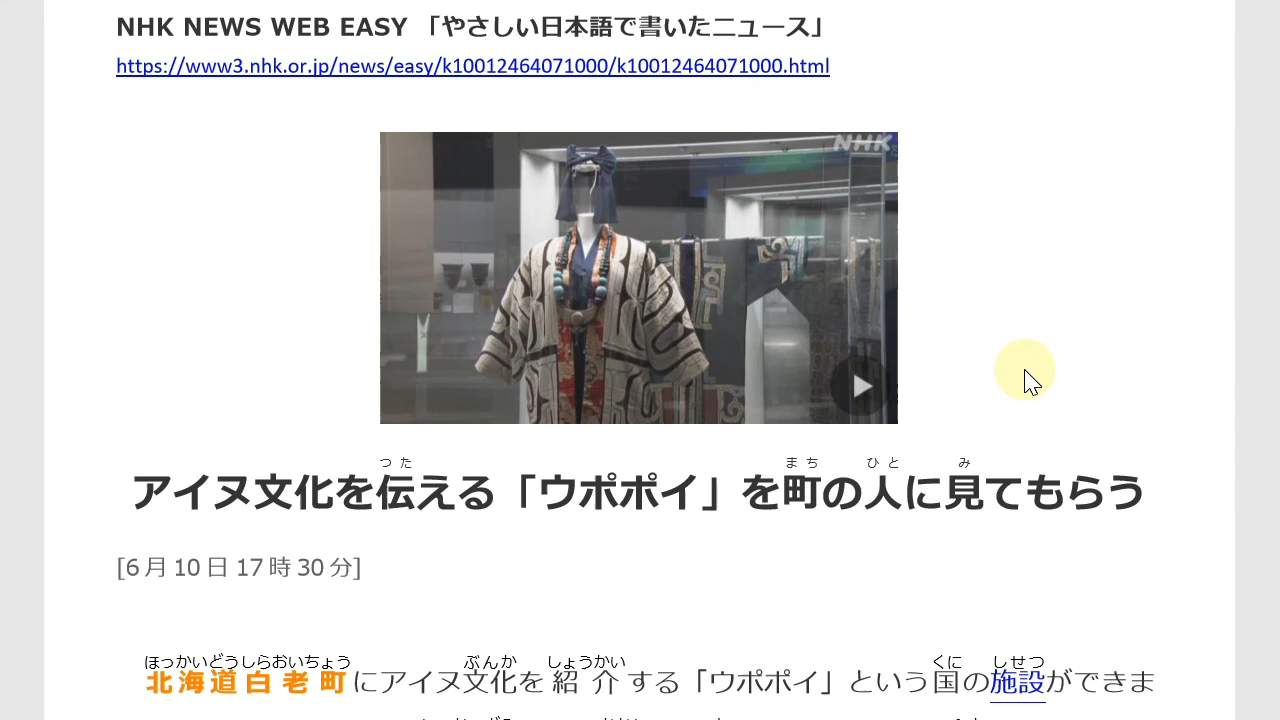 NHK NEWS WEB EASY 「やさしい日本語で書いたニュース」
https://www3.nhk.or.jp/news/easy/k10012464071000/k10012464071000.html
NHK
つた まち ひと み
アイヌ文化を伝える「ウポポイ」を町の人に見てもらう
[6月10日17時30分]
ほっかいどうしらおいちょう ぶんか しょうかい くに しせつ
北海道白老町にアイヌ文化を紹介する「ウポポイ」という国の施設ができま